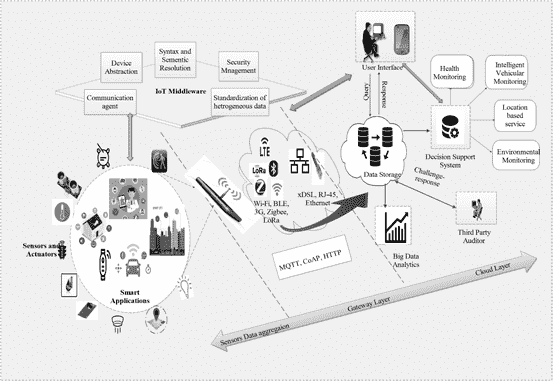 Device
Abstraction
Syntax and
Semantic
Resolution
Security
Mnagement
IoT Middleware
Communication
agent
Standardization of
hetrogeneous data
User Interface
Query
Response
Health
Monitoring
Intelligent
Vehicular Monitoring
Location
based
service
Environmental
Monitoring
Decision Support
System
Data Storage
Challenge-
response
Third Party
Auditor
Big Data
Analytics
LTE
LoRa
Wi-Fi, BLE,
3G, Zigbee,
LoRa
xDSL, RJ-45,
Ethernet
MQTT, CoAP, HTTP
Sensors and
Actuators
Smart
Applications
Sensors Data aggregaion
Gateway Layer
Cloud Layer